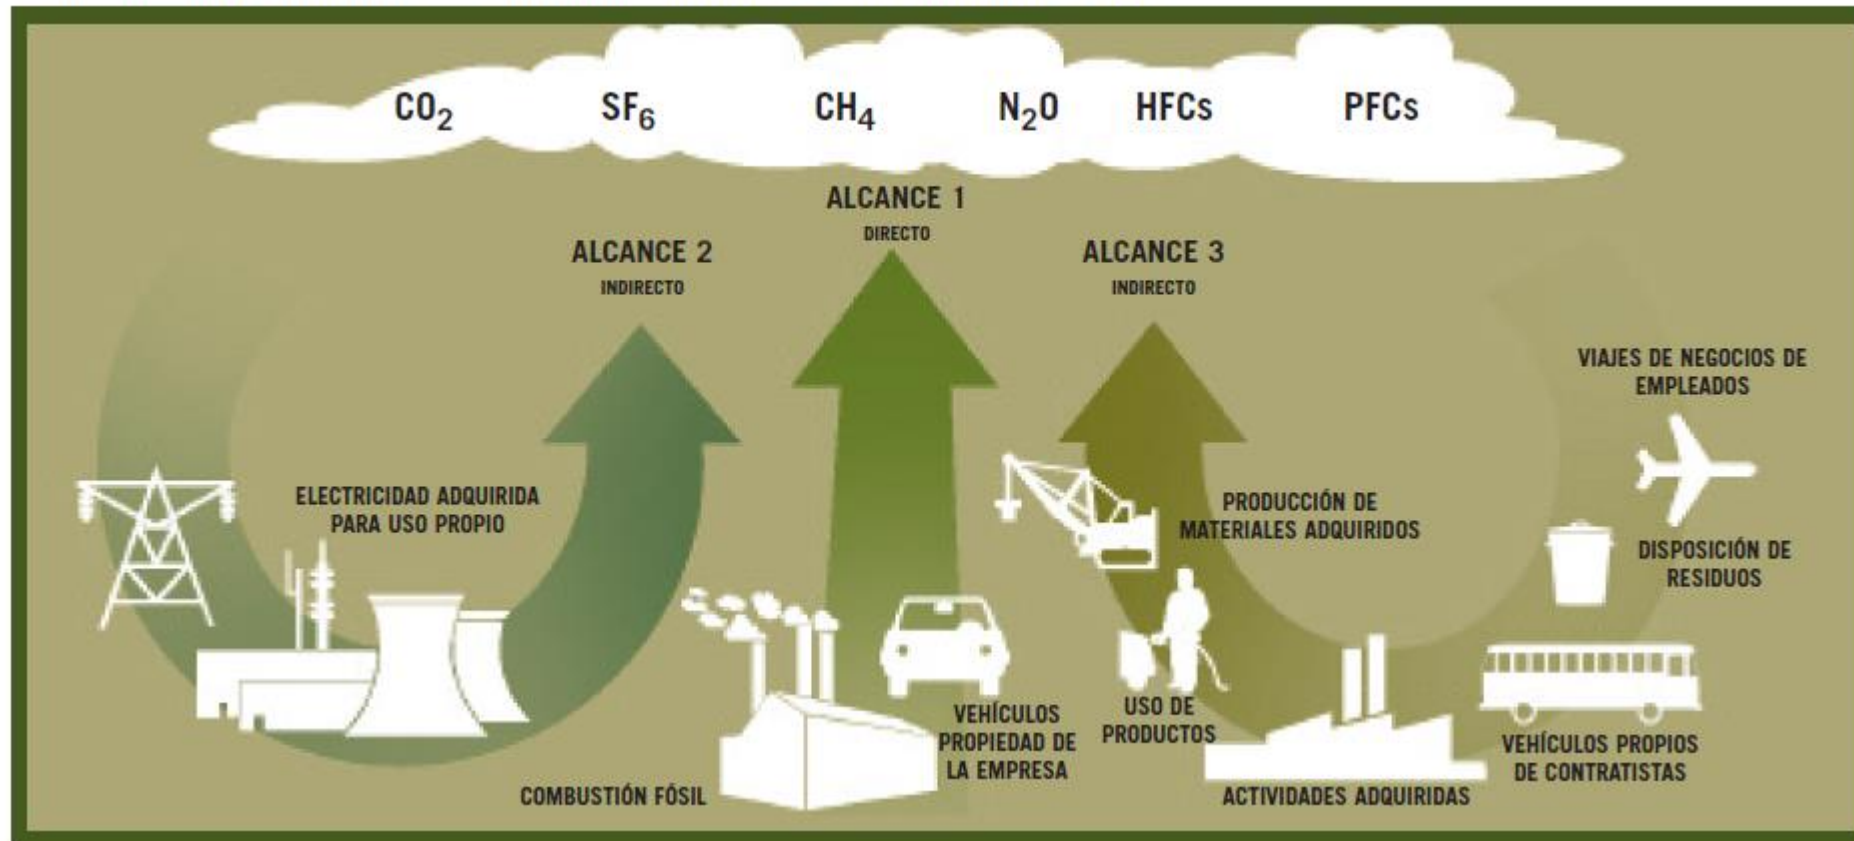 CO2 SF6 CH4 N2O HFCs PFCs
ALCANCE 1
DIRECTO
ALCANCE 2
INDIRECTO
ALCANCE 3
INDIRECTO
ELECTRICIDAD ADQUIRIDA
PARA USO PROPIO
COMBUSTIÓN FÓSIL
VEHÍCULOS
PROPIEDAD DE
LA EMPRESA
PRODUCCIÓN DE
MATERIALES ADQUIRIDOS
USO DE
PRODUCTOS
ACTIVIDADES ADQUIRIDAS
VIAJES DE NEGOCIOS DE
EMPLEADOS
DISPOSICIÓN DE
RESIDUOS
VEHÍCULOS PROPIOS
DE CONTRATISTAS